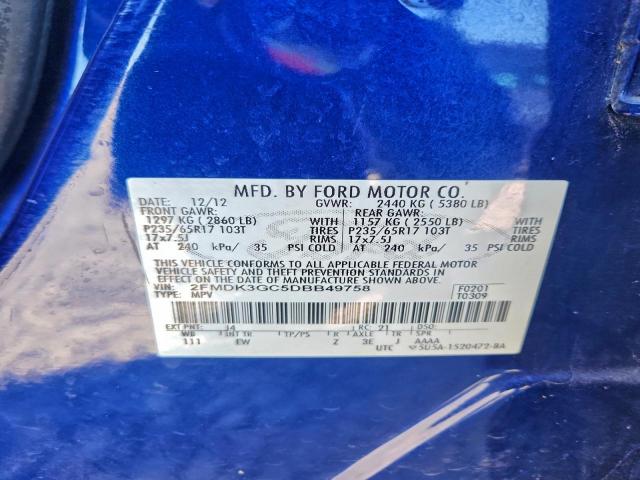 MFD. BY FORD MOTOR CO.
DATE: 12/12 GVWR: 2440 KG ( 5380 LB)
FRONT GAWR: REAR GAWR:
1297 KG ( 2860 LB) WITH 1157 KG ( 2550 LB) WITH
P235/65R17 103T TIRES P235/65R17 103T TIRES
17x7.5J RIMS 17x7.5J RIMS
AT 240 kPa/ 35 PSI COLD AT 240 kPa/ 35 PSI COLD
THIS VEHICLE CONFORMS TO ALL APPLICABLE FEDERAL MOTOR
VEHICLE SAFETY AND THEFT PREVENTION STANDARDS IN
EFFECT ON THE DATE OF MANUFACTURE SHOWN ABOVE.
VIN: 2FMDK3GC5DBB49758 F0201
TYPE: MPV T0309
EXT PNT: J4 RC: 21 DSO:
WB INT TR TP/PS R AXLE TR SPR
111 EW Z 3E J AAAA
UTC 5U5A-1520472-BA